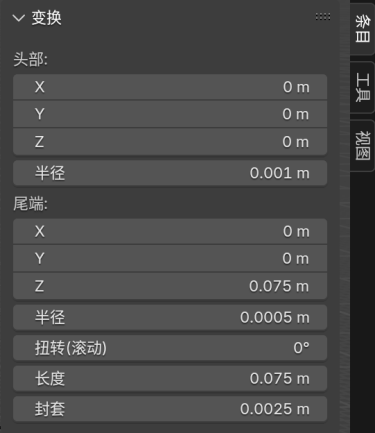 变换
头部:
X 0 m
Y 0 m
Z 0 m
半径 0.001 m
尾端:
X 0 m
Y 0 m
Z 0.075 m
半径 0.0005 m
扭转(滚动) 0°
长度 0.075 m
封套 0.0025 m
条目
工具
视图